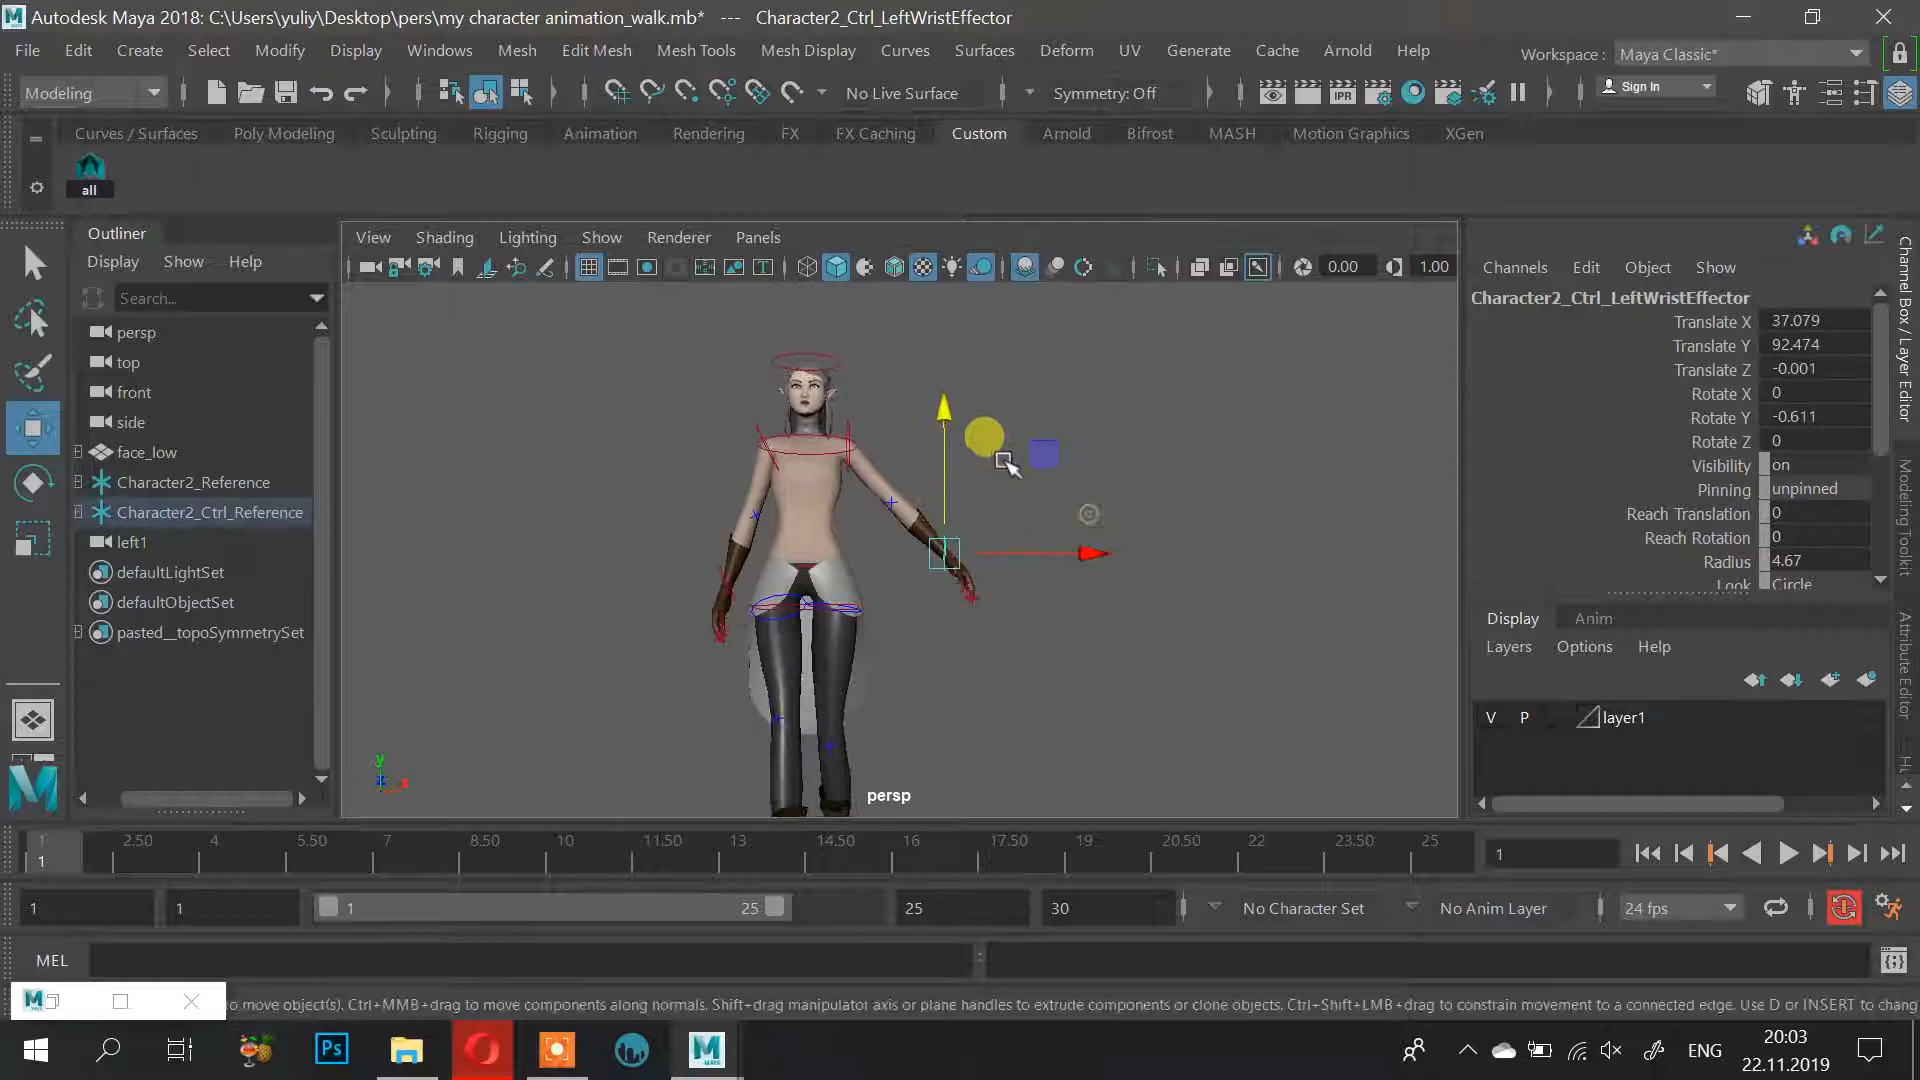 Autodesk Maya 2018: C:\Users\yuliy\Desktop\pers\my character animation_walk.mb* --- Character2_Ctrl_LeftWristEffector
File Edit Create Select Modify Display Windows Mesh Edit Mesh Mesh Tools Mesh Display Curves Surfaces Deform UV Generate Cache Arnold Help Workspace : Maya Classic*
Modeling No Live Surface Symmetry: Off IPR Sign In
Curves / Surfaces Poly Modeling Sculpting Rigging Animation Rendering FX FX Caching Custom Arnold Bifrost MASH Motion Graphics XGen
all
Outliner
Display Show Help
Search...
persp
top
front
side
face_low
Character2_Reference
Character2_Ctrl_Reference
left1
defaultLightSet
defaultObjectSet
pasted__topoSymmetrySet
View Shading Lighting Show Renderer Panels
0.00 1.00
y
z
x
persp
Channels Edit Object Show
Character2_Ctrl_LeftWristEffector
Translate X 37.079
Translate Y 92.474
Translate Z -0.001
Rotate X 0
Rotate Y -0.611
Rotate Z 0
Visibility on
Pinning unpinned
Reach Translation 0
Reach Rotation 0
Radius 4.67
Look Circle
Display Anim
Layers Options Help
V P layer1
Channel Box / Layer Editor
Modeling Toolkit
Attribute Editor
1 2.50 4 5.50 7 8.50 10 11.50 13 14.50 16 17.50 19 20.50 22 23.50 25
1
1
1 1 1 25 25 30 No Character Set No Anim Layer 24 fps
MEL
to move object(s). Ctrl+MMB+drag to move components along normals. Shift+drag manipulator axis or plane handles to extrude components or clone objects. Ctrl+Shift+LMB+drag to constrain movement to a connected edge. Use D or INSERT to chang
Ps
MAYA
ENG
20:03
22.11.2019